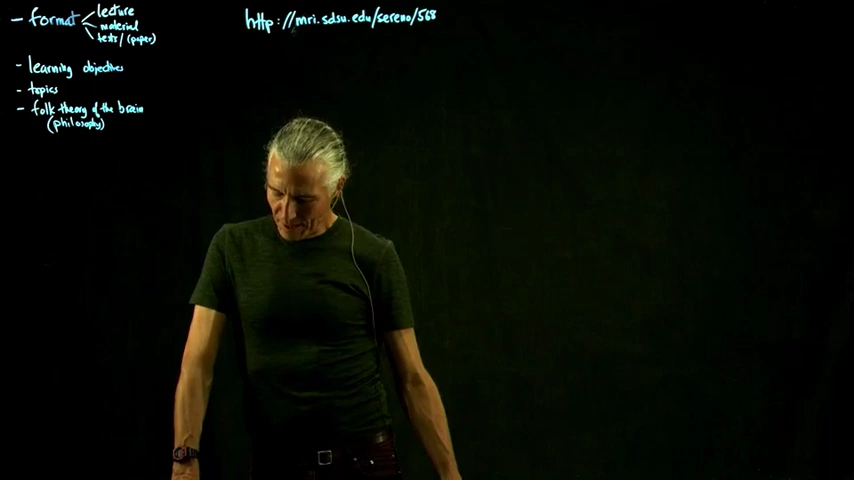 - format lecture
material
tests/(paper)
- learning objectives
- topics
- folk theory of the brain
(philosophy)
http://mri.sdsu.edu/sereno/568